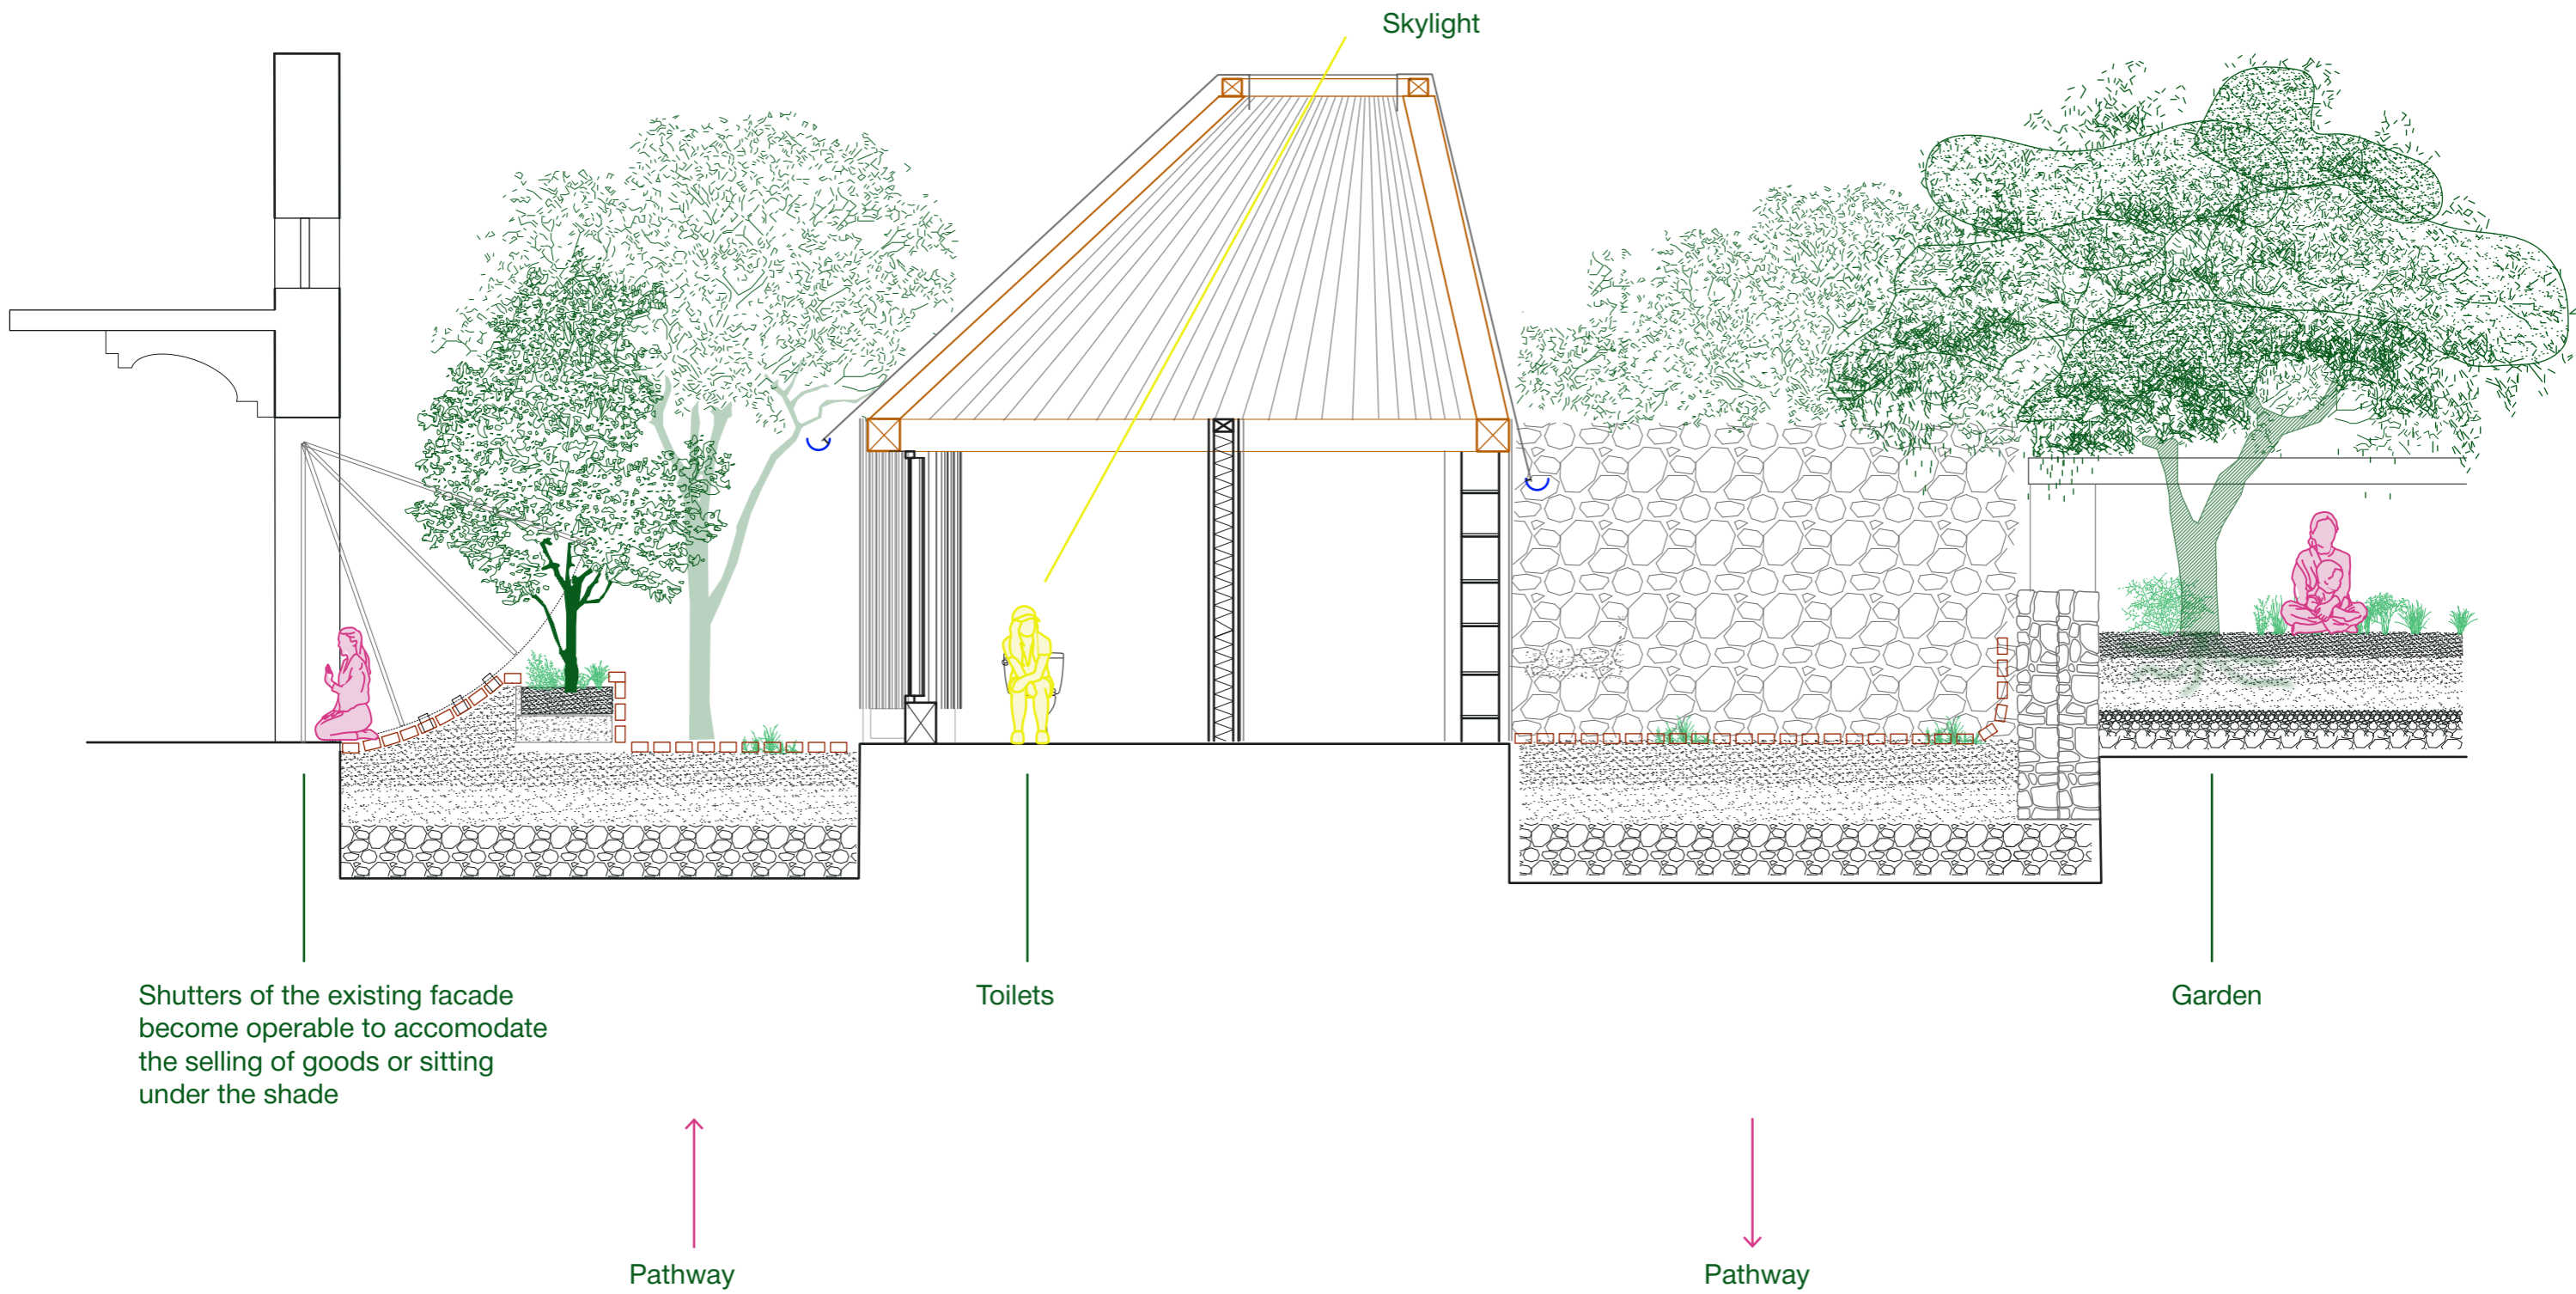 Skylight
Shutters of the existing facade
become operable to accomodate
the selling of goods or sitting
under the shade
Toilets
Garden
Pathway
Pathway